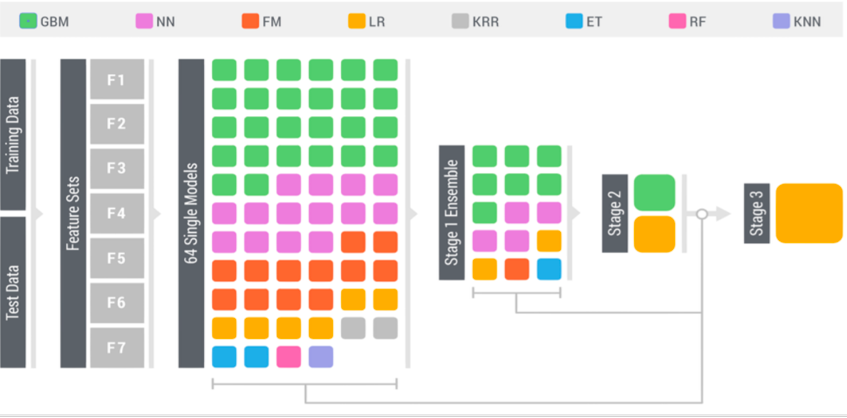 GBM NN FM LR KRR ET RF KNN
Training Data
Test Data
Feature Sets
F1
F2
F3
F4
F5
F6
F7
64 Single Models
Stage 1 Ensemble
Stage 2
Stage 3